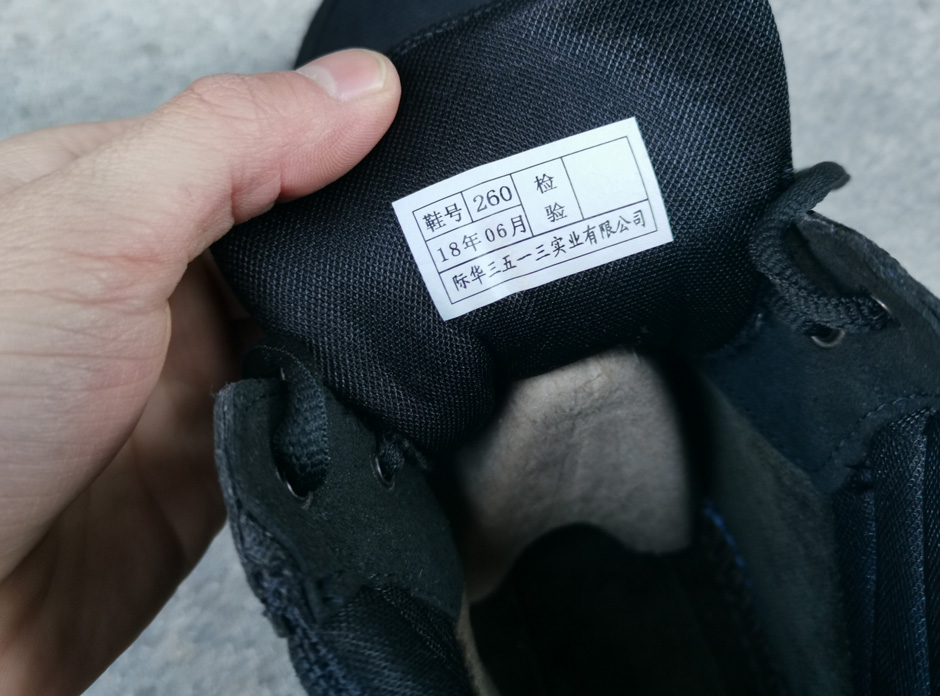 鞋号 260 检验
18年06月
际华三五一三实业有限公司